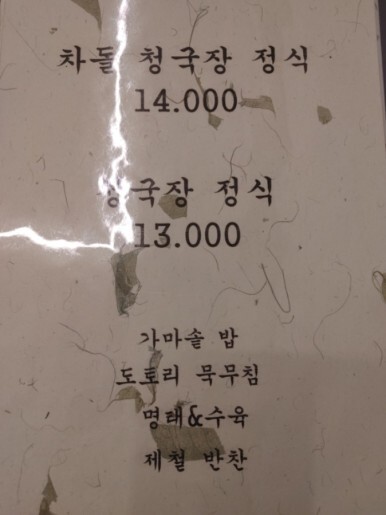 차돌 청국장 정식
14.000
청국장 정식
13.000
가마솔 밥
도토리 묵무침
명태&수육
제철 반찬